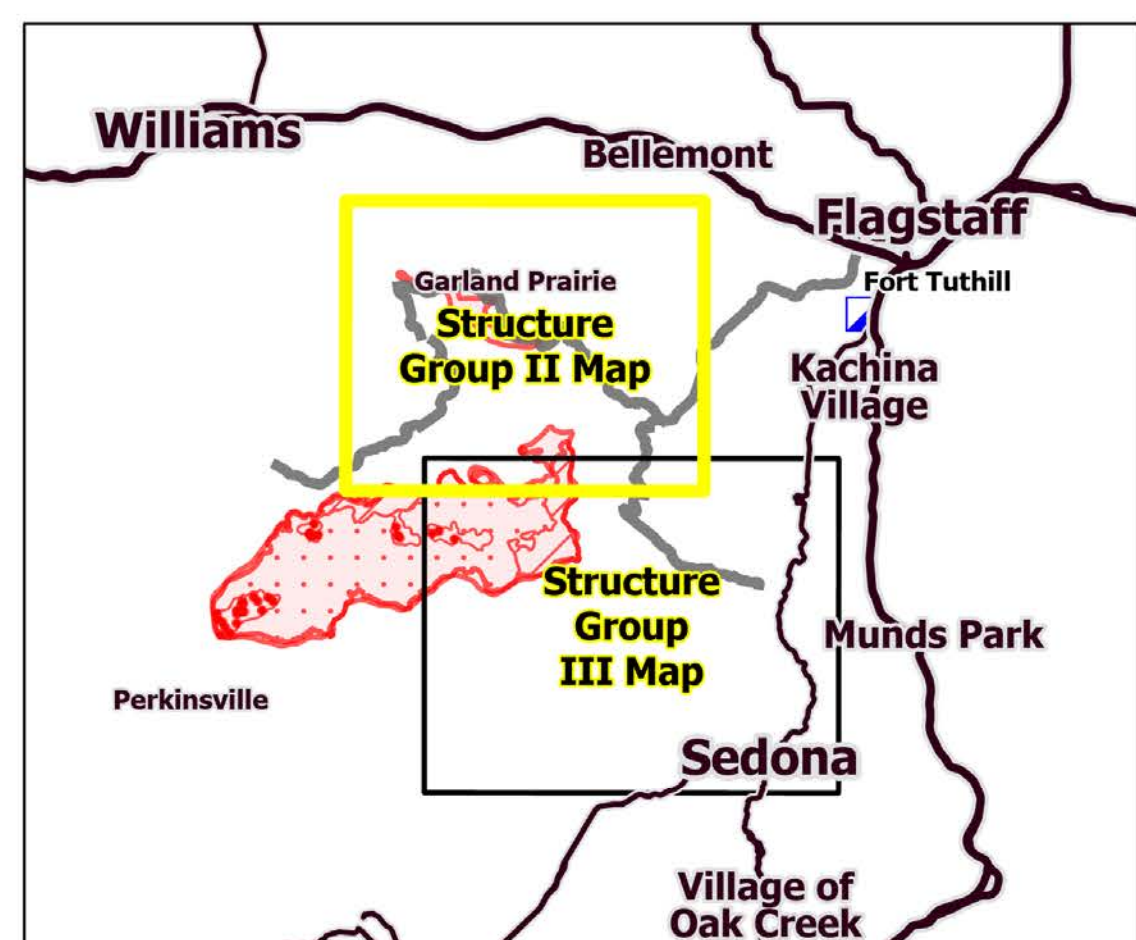 Williams
Bellemont
Flagstaff
Garland Prairie
Fort Tuthill
Structure
Group II Map
Kachina
Village
Structure
Group
III Map
Munds Park
Perkinsville
Sedona
Village of
Oak Creek